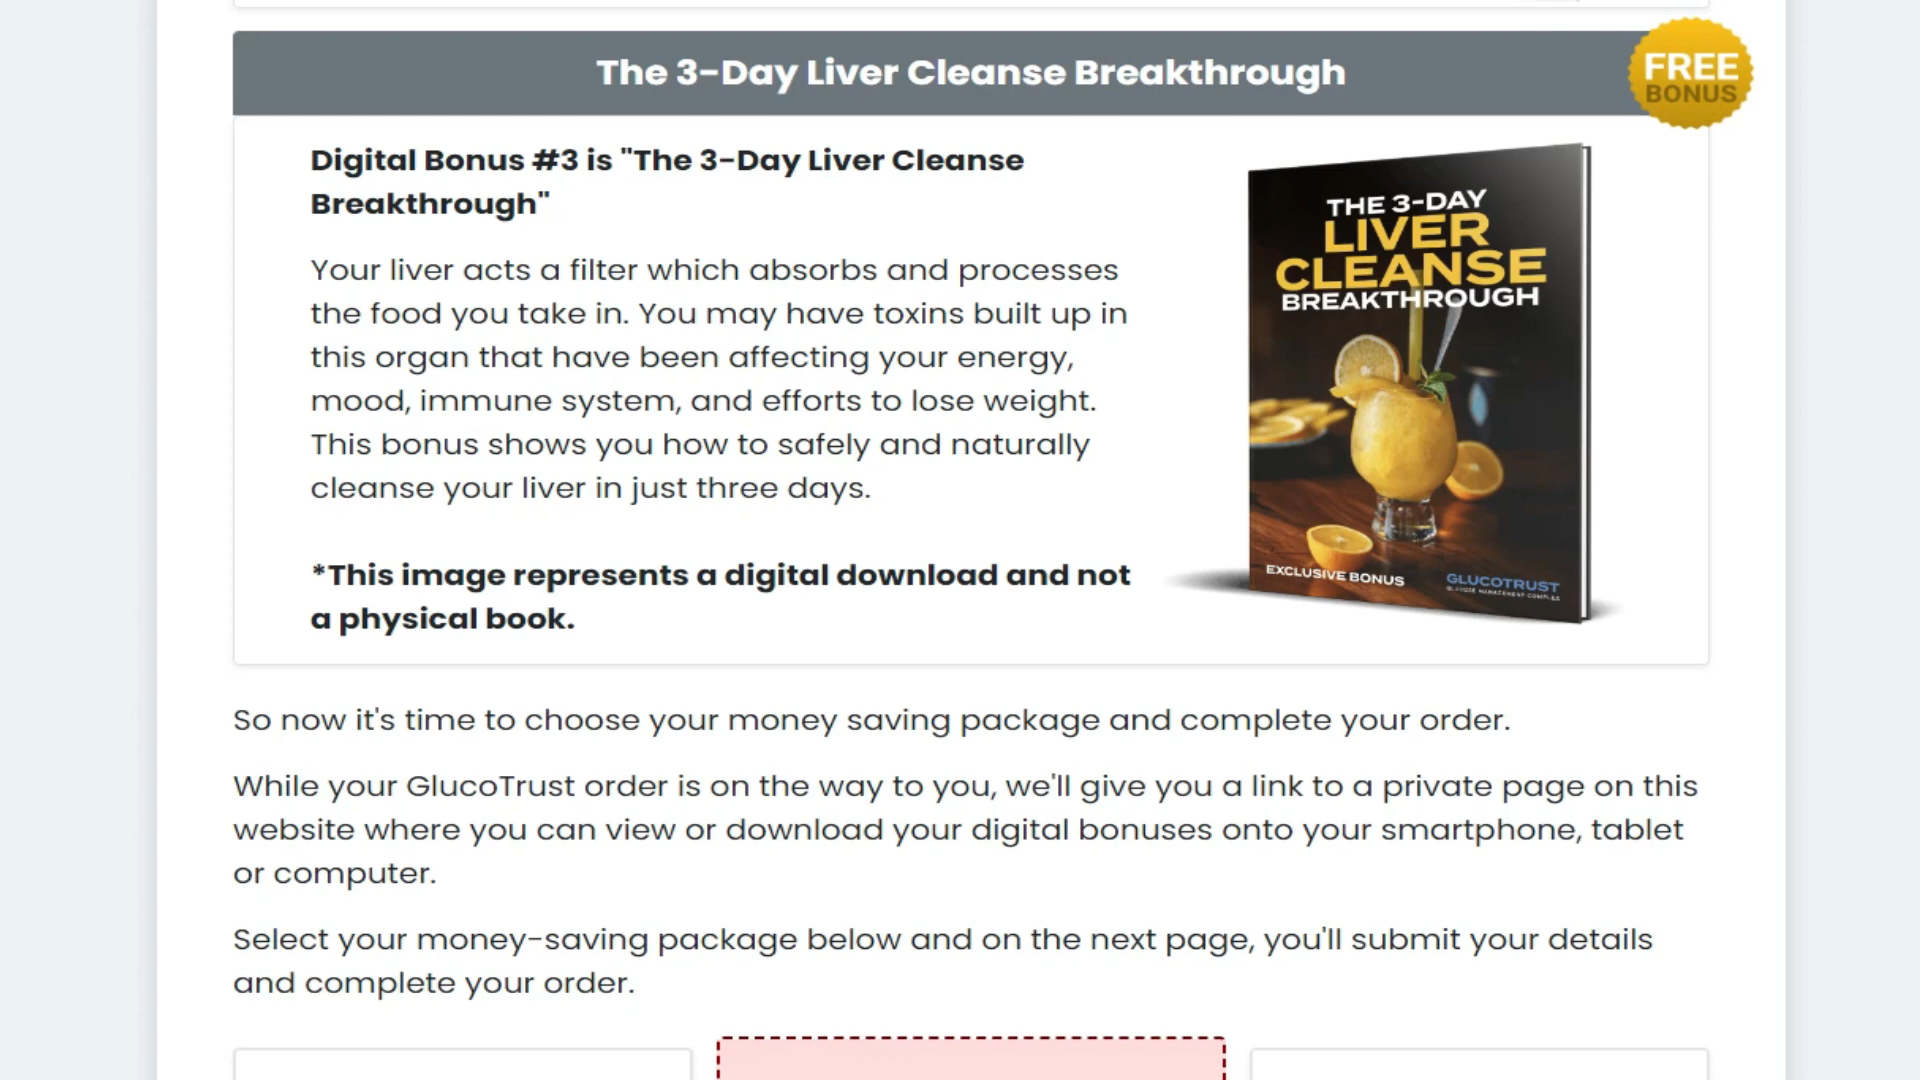 The 3-Day Liver Cleanse Breakthrough
FREE
BONUS
Digital Bonus #3 is "The 3-Day Liver Cleanse
Breakthrough"
Your liver acts a filter which absorbs and processes
the food you take in. You may have toxins built up in
this organ that have been affecting your energy,
mood, immune system, and efforts to lose weight.
This bonus shows you how to safely and naturally
cleanse your liver in just three days.
*This image represents a digital download and not
a physical book.
THE 3-DAY
LIVER
CLEANSE
BREAKTHROUGH
EXCLUSIVE BONUS
GLUCOTRUST
So now it's time to choose your money saving package and complete your order.
While your GlucoTrust order is on the way to you, we'll give you a link to a private page on this
website where you can view or download your digital bonuses onto your smartphone, tablet
or computer.
Select your money-saving package below and on the next page, you'll submit your details
and complete your order.